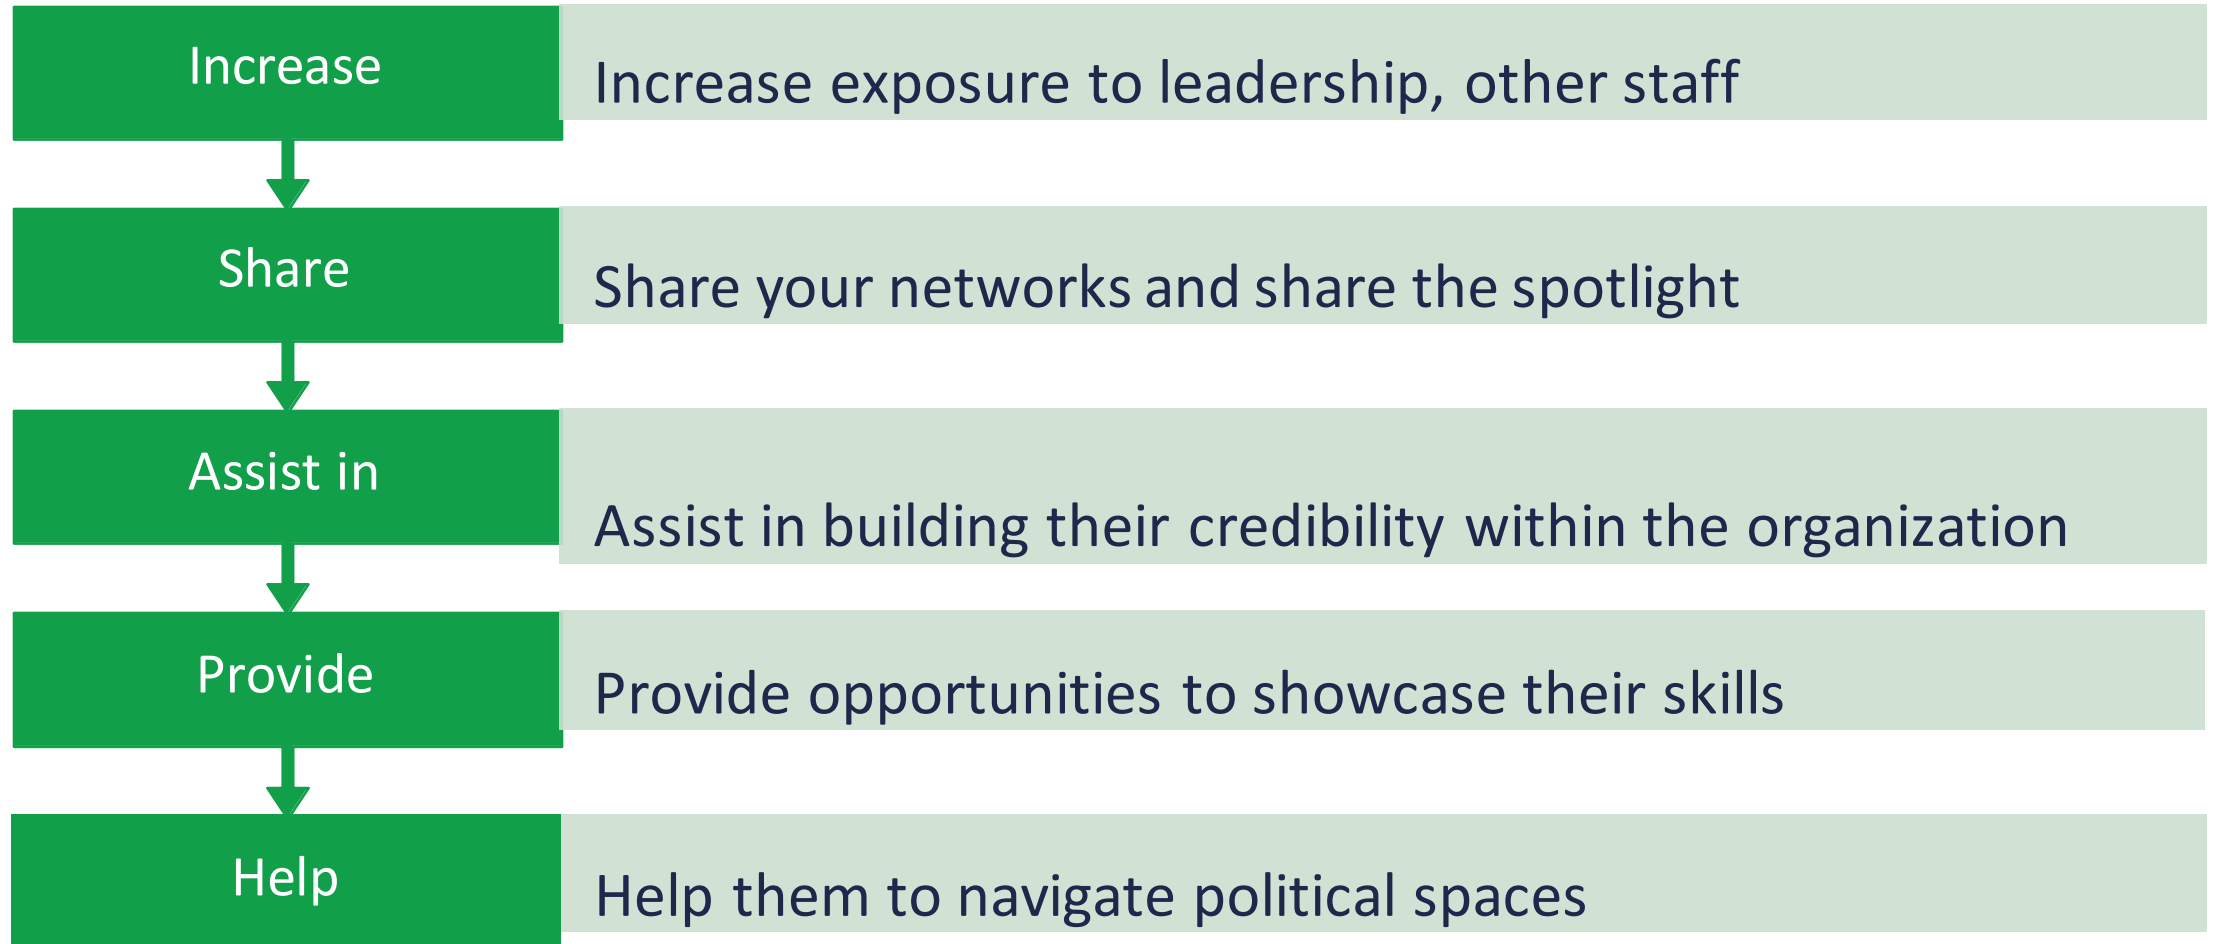 Increase
Increase exposure to leadership, other staff
Share
Share your networks and share the spotlight
Assist in
Assist in building their credibility within the organization
Provide
Provide opportunities to showcase their skills
Help
Help them to navigate political spaces